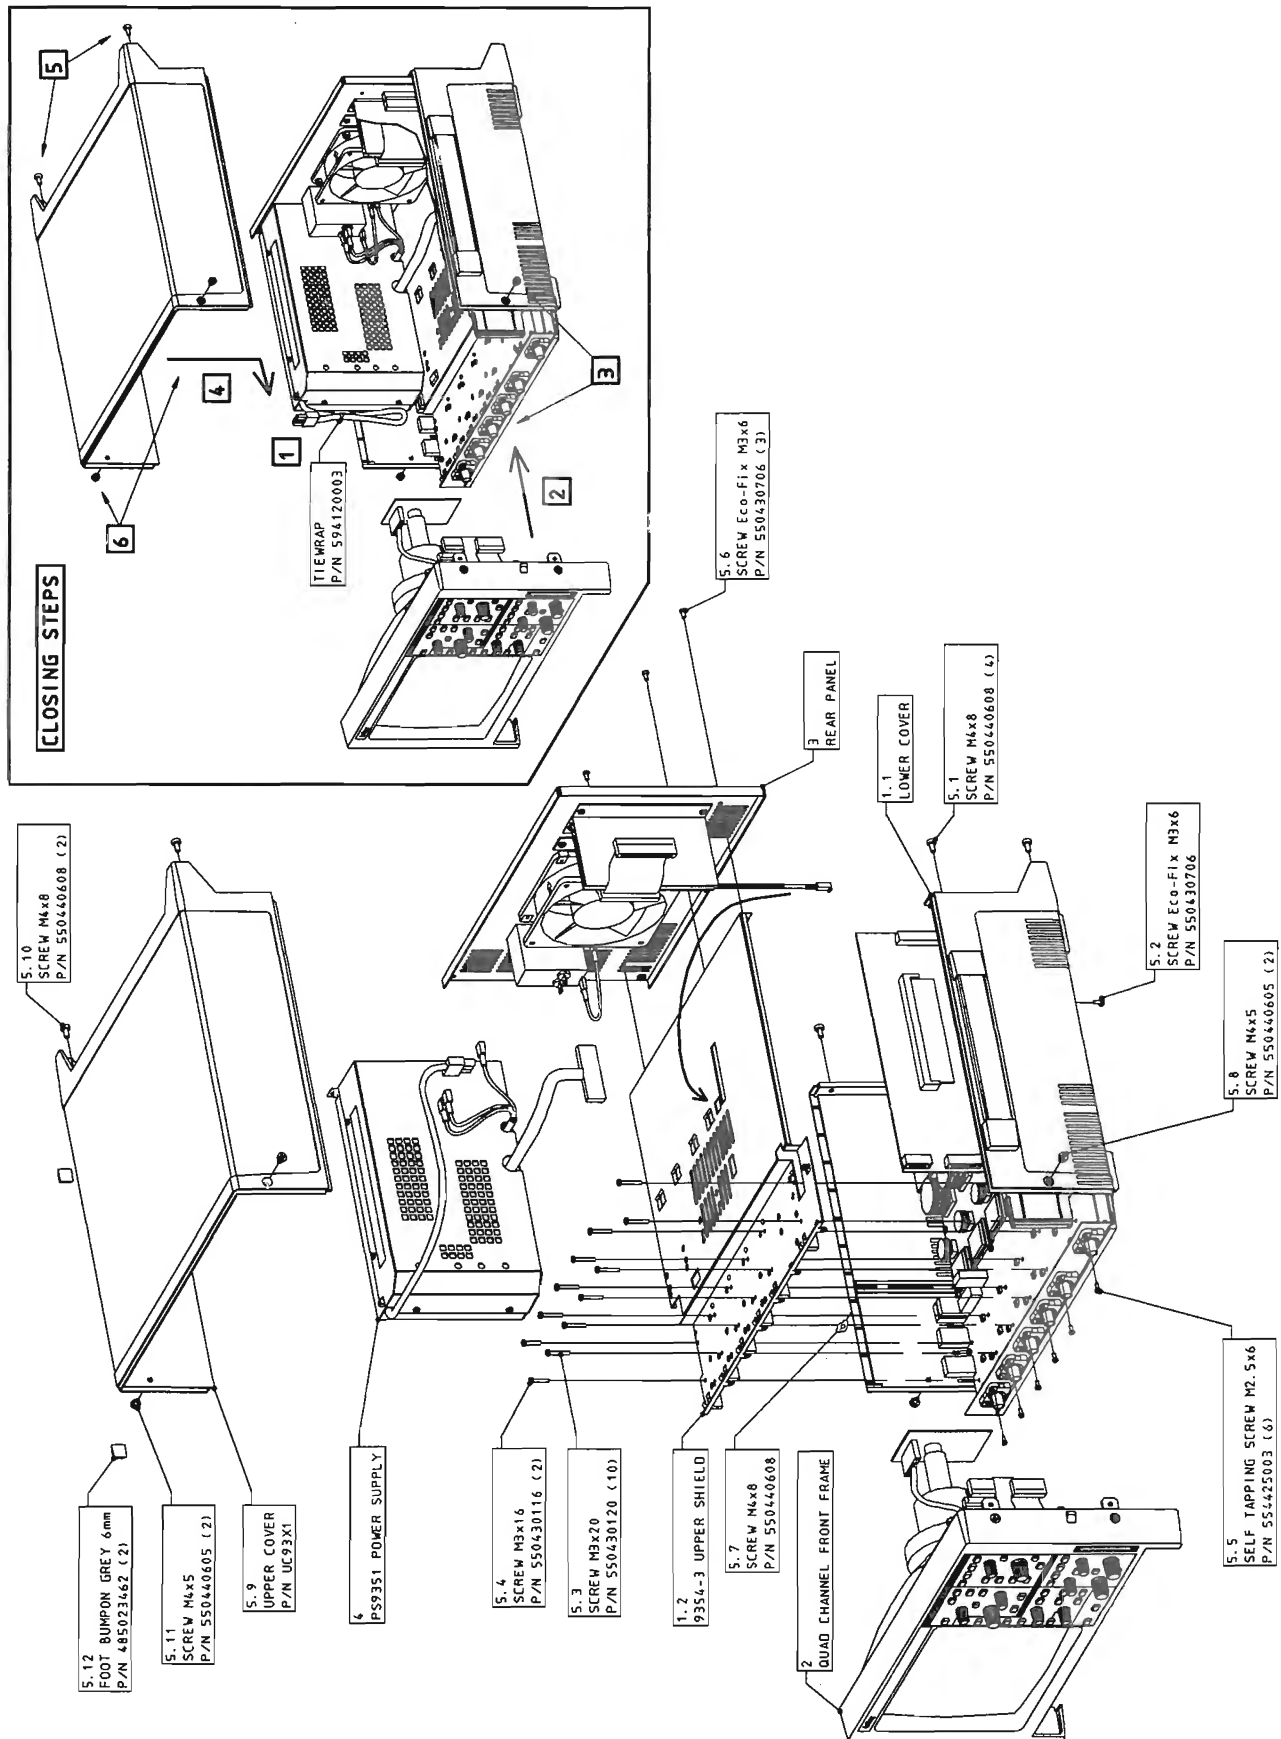 5.12
FOOT BUMPON GREY 6mm
P/N 485023462 (2)
5.11
SCREW M4x5
P/N 550440605 (2)
5.9
UPPER COVER
P/N UC93X1
5.10
SCREW M4x8
P/N 550440608 (2)
4
PS9351 POWER SUPPLY
5.4
SCREW M3x16
P/N 550430116 (2)
5.3
SCREW M3x20
P/N 550430120 (10)
1.2
9354-3 UPPER SHIELD
5.7
SCREW M4x8
P/N 550440608
2
QUAD CHANNEL FRONT FRAME
5.5
SELF TAPPING SCREW M2.5x6
P/N 554425003 (6)
5.8
SCREW M4x5
P/N 550440605 (2)
5.2
SCREW Eco-Fix M3x6
P/N 550430706
5.1
SCREW M4x8
P/N 550440608 (4)
1.1
LOWER COVER
3
REAR PANEL
5.6
SCREW Eco-Fix M3x6
P/N 550430706 (3)
CLOSING STEPS
6
5
4
1
TIEWRAP
P/N 594120003
2
3